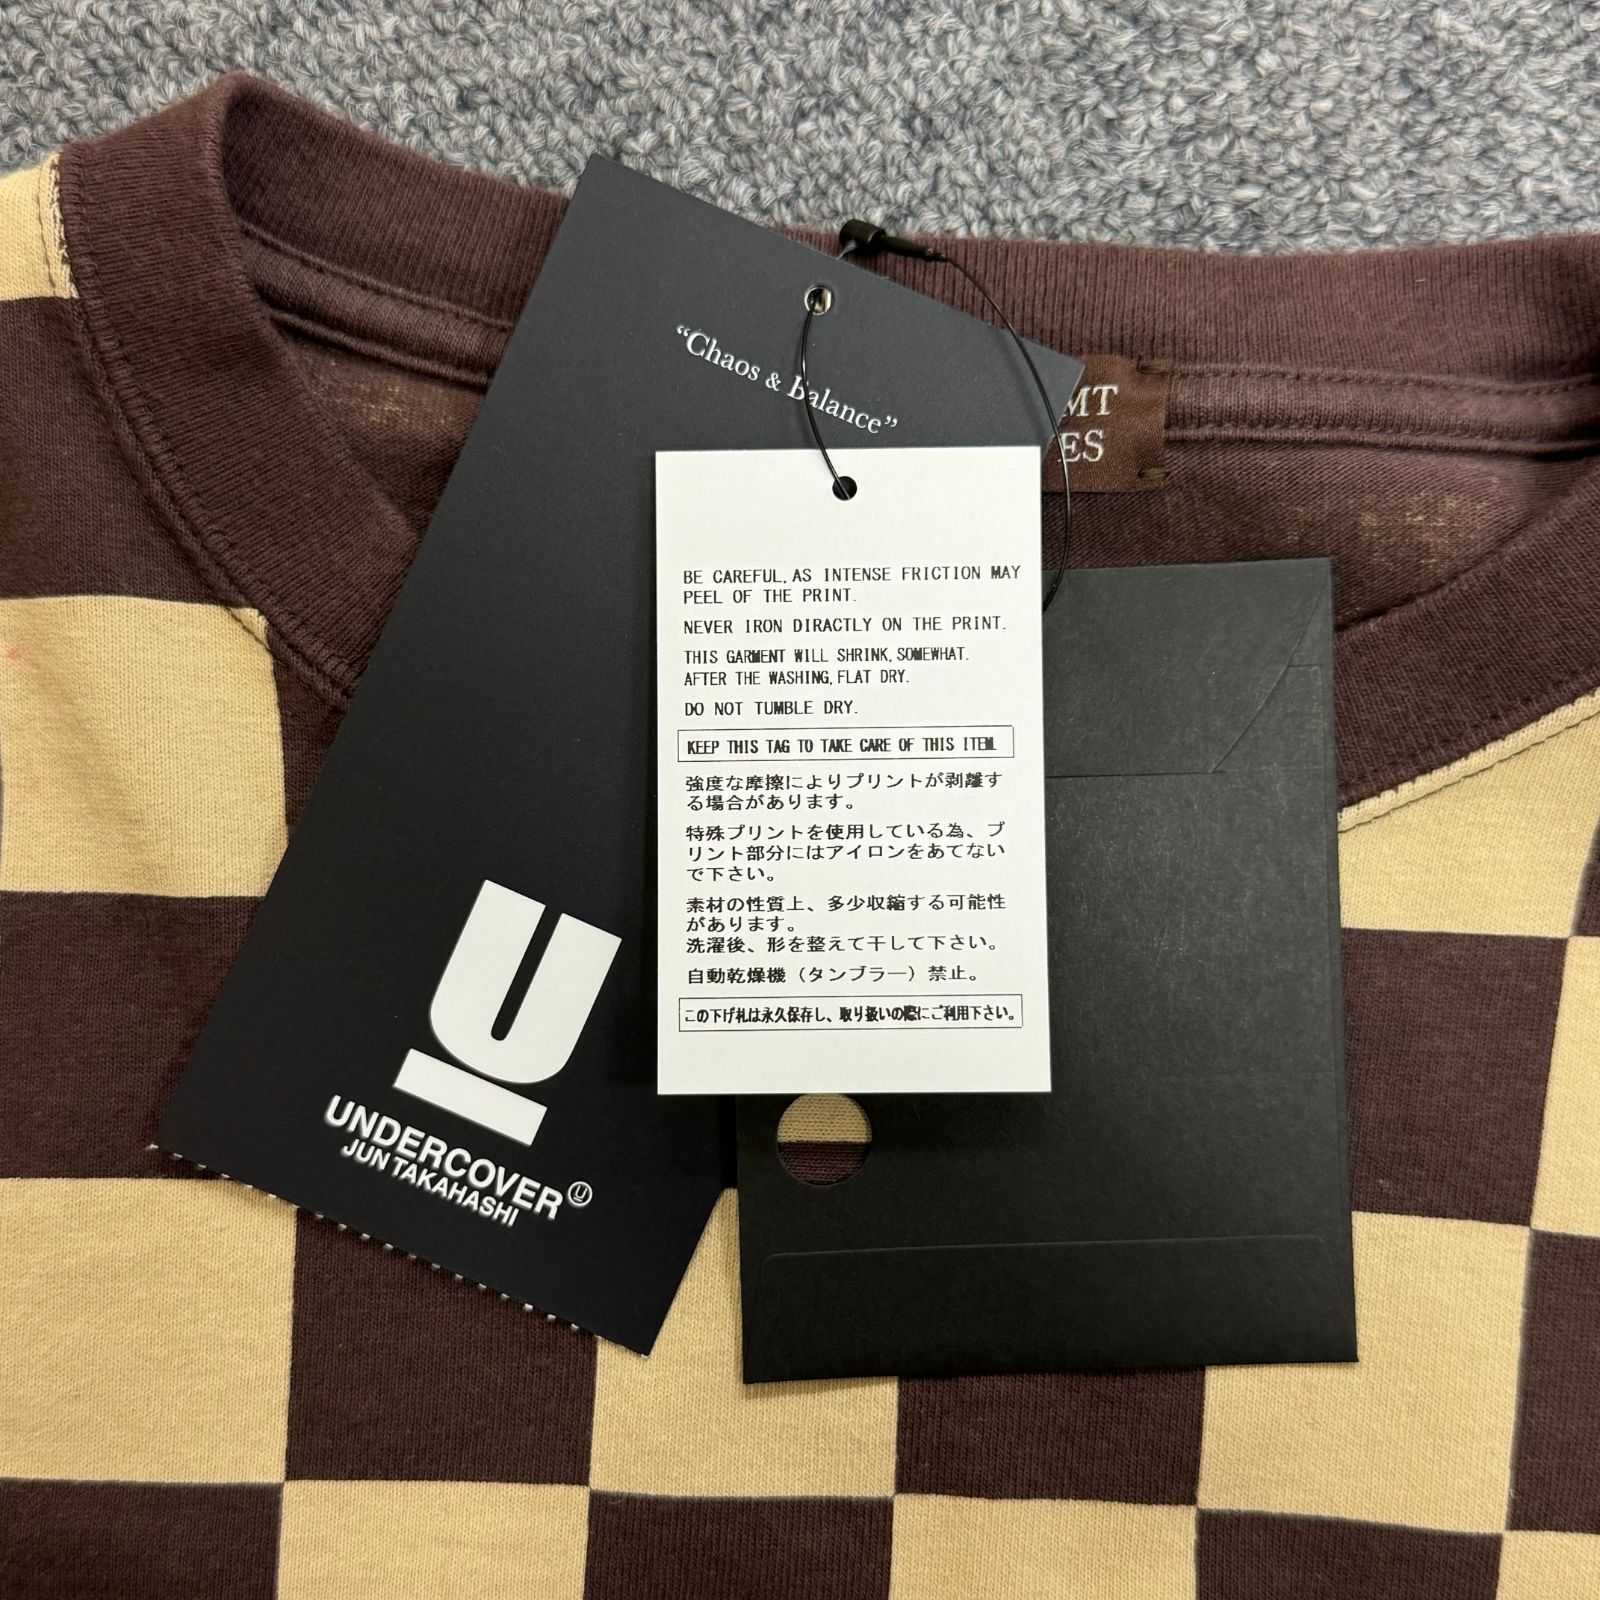 “Chaos & Balance”
MT
ES
BE CAREFUL, AS INTENSE FRICTION MAY
PEEL OF THE PRINT.
NEVER IRON DIRACTLY ON THE PRINT.
THIS GARMENT WILL SHRINK, SOMEWHAT.
AFTER THE WASHING, FLAT DRY.
DO NOT TUMBLE DRY.
KEEP THIS TAG TO TAKE CARE OF THIS ITEM.
強度な摩擦によりプリントが剥離す
る場合があります。
特殊プリントを使用している為、プ
リント部分にはアイロンをあてない
で下さい。
素材の性質上、多少収縮する可能性
があります。
洗濯後、形を整えて干して下さい。
自動乾燥機（タンブラー）禁止。
この下げ札は永久保存し、取り扱いの際にご利用下さい。
U
UNDERCOVER
JUN TAKAHASHI